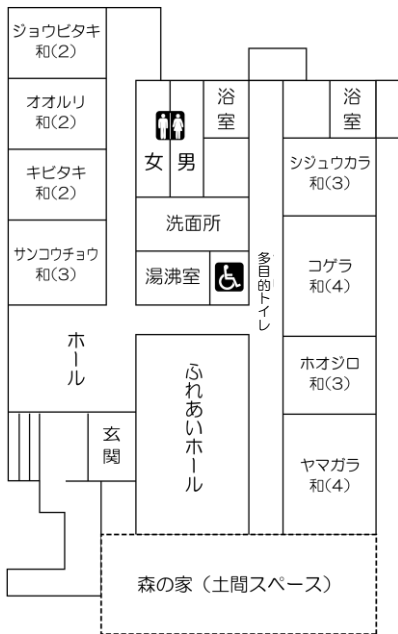 ジョウビタキ
和(2)
オオルリ
和(2)
キビタキ
和(2)
サンコウチョウ
和(3)
ホール
玄関
女
男
浴室
洗面所
湯沸室
多目的トイレ
ふれあいホール
浴室
シジュウカラ
和(3)
コゲラ
和(4)
ホオジロ
和(3)
ヤマガラ
和(4)
森の家（土間スペース）